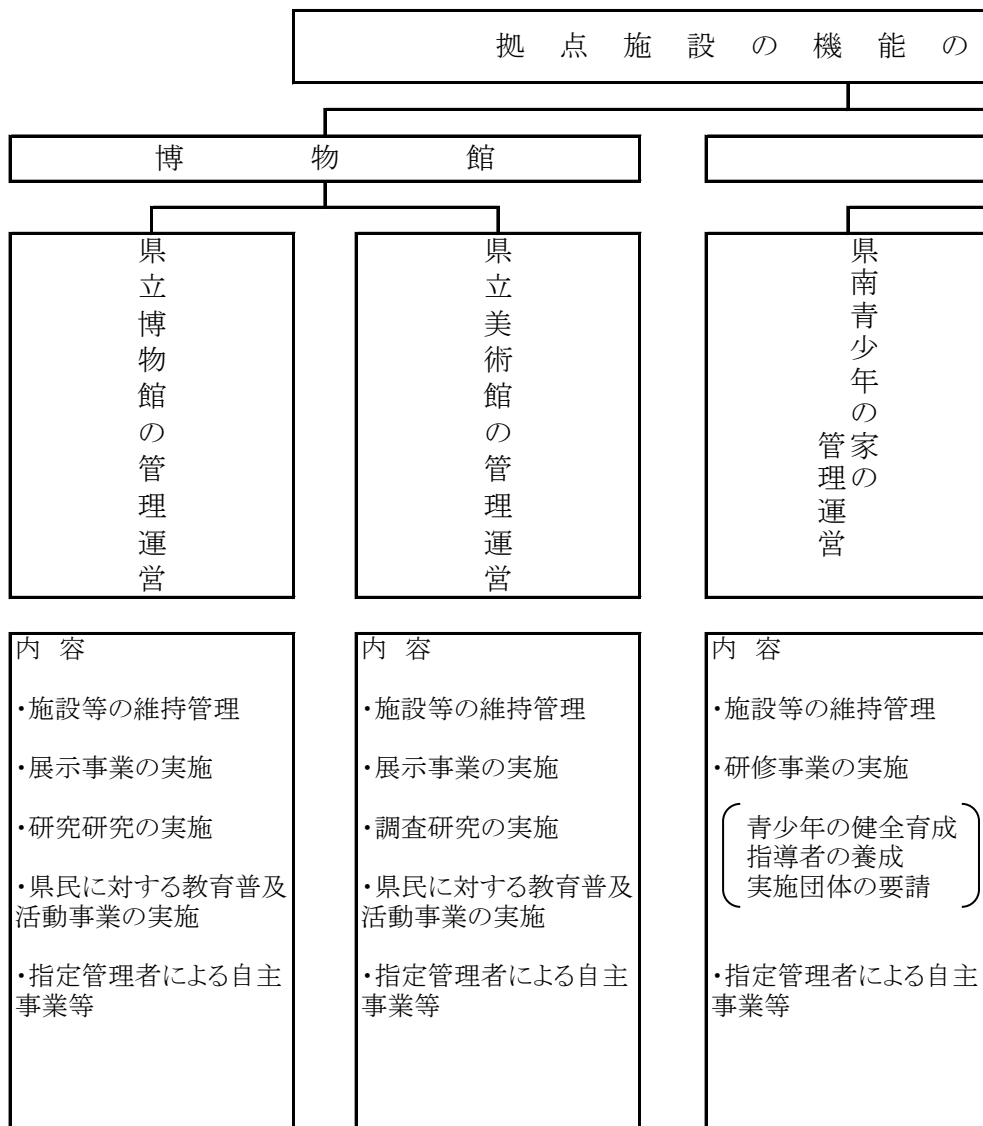 拠点施設の機能の
博物館
県立博物館の管理運営
県立美術館の管理運営
県南青少年の家の
管理運営
内容
・施設等の維持管理
・展示事業の実施
・研究研究の実施
・県民に対する教育普及
活動事業の実施
・指定管理者による自主
事業等
内容
・施設等の維持管理
・展示事業の実施
・調査研究の実施
・県民に対する教育普及
活動事業の実施
・指定管理者による自主
事業等
内容
・施設等の維持管理
・研修事業の実施
青少年の健全育成
指導者の養成
実施団体の要請
・指定管理者による自主
事業等